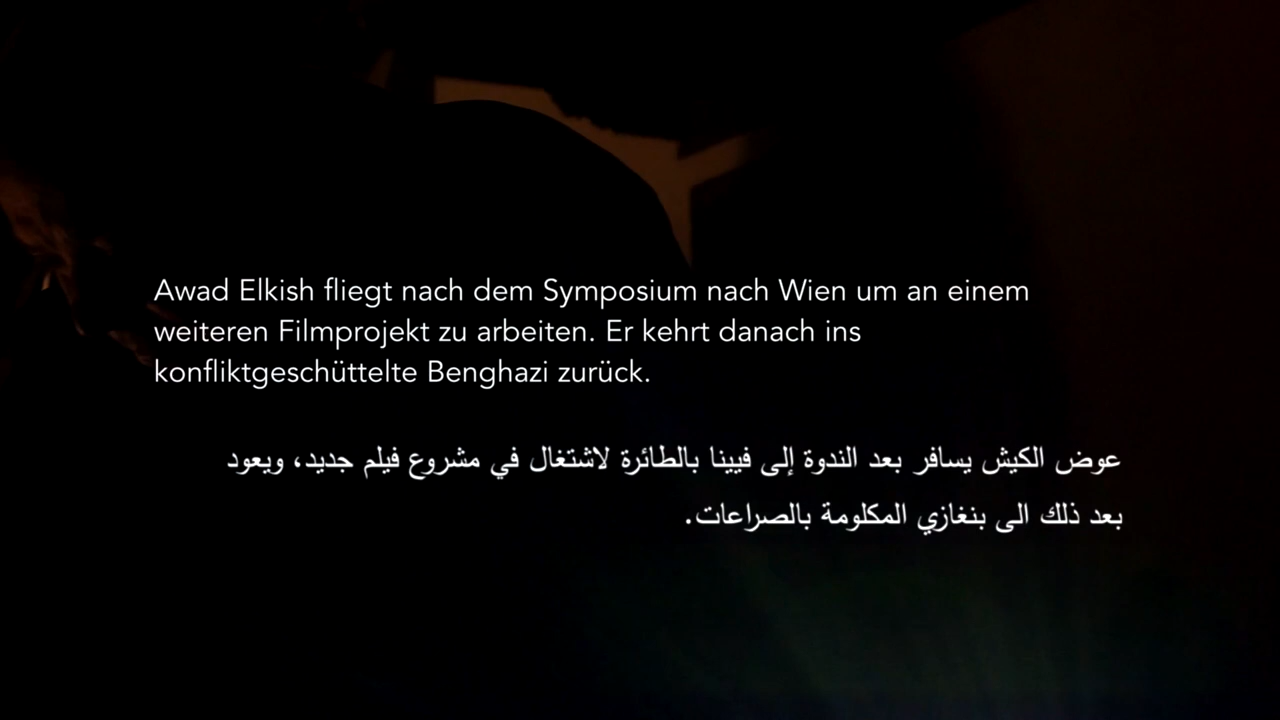 Awad Elkish fliegt nach dem Symposium nach Wien um an einem
weiteren Filmprojekt zu arbeiten. Er kehrt danach ins
konfliktgeschüttelte Benghazi zurück.
عوض الكيش يسافر بعد الندوة إلى فيينا بالطائرة لاشتغال في مشروع فيلم جديد، ويعود
بعد ذلك الى بنغازي المكلومة بالصراعات.